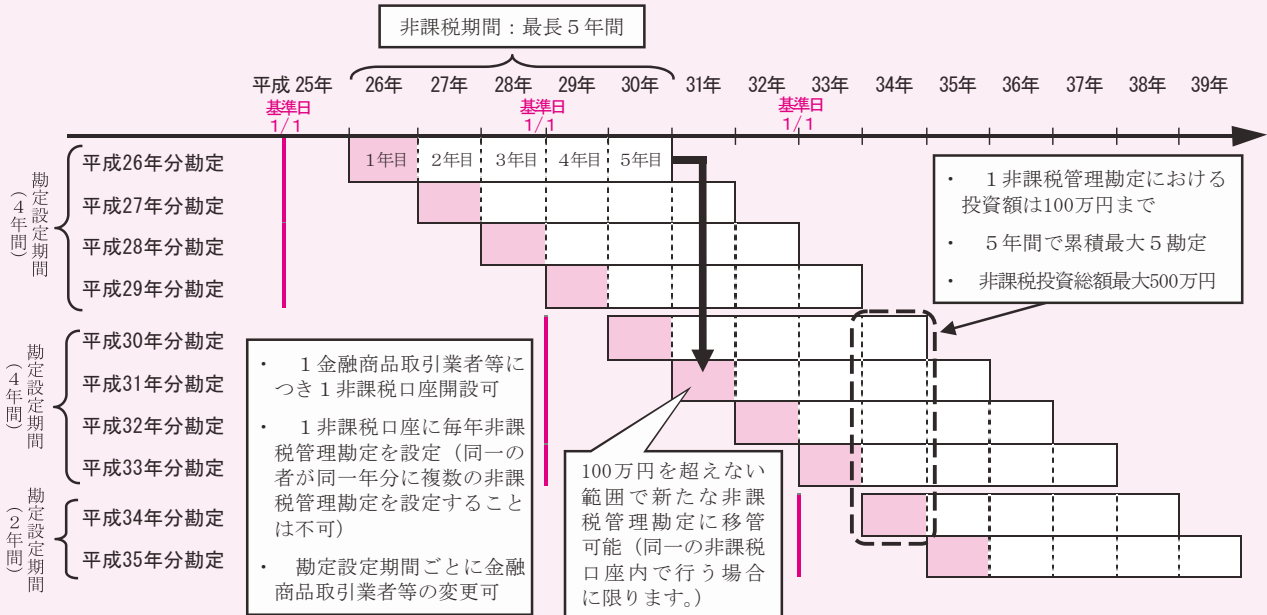 非課税期間：最長５年間
平成 25年 26年 27年 28年 29年 30年 31年 32年 33年 34年 35年 36年 37年 38年 39年
基準日 基準日 基準日
１/１ １/１ １/１
勘定設定期間
（４年間）
平成26年分勘定 １年目 ２年目 ３年目 ４年目 ５年目
平成27年分勘定
平成28年分勘定
平成29年分勘定
・ １非課税管理勘定における
投資額は100万円まで
・ ５年間で累積最大５勘定
・ 非課税投資総額最大500万円
勘定設定期間
（４年間）
平成30年分勘定
平成31年分勘定
平成32年分勘定
平成33年分勘定
勘定設定期間
（２年間）
平成34年分勘定
平成35年分勘定
・ １金融商品取引業者等に
つき１非課税口座開設可
・ １非課税口座に毎年非課
税管理勘定を設定（同一の
者が同一年分に複数の非課
税管理勘定を設定すること
は不可）
・ 勘定設定期間ごとに金融
商品取引業者等の変更可
100万円を超えない
範囲で新たな非課
税管理勘定に移管
可能（同一の非課税
口座内で行う場合
に限ります。）